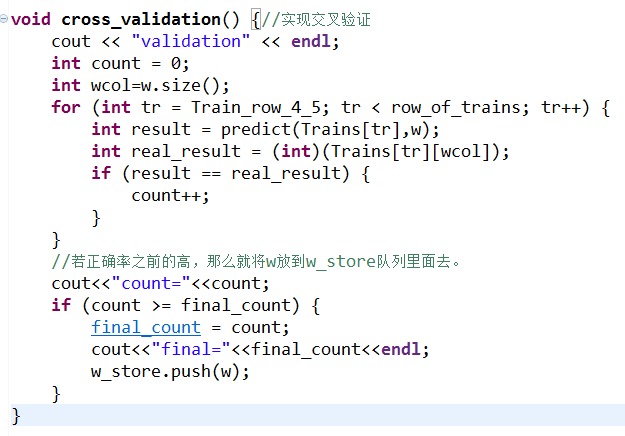 void cross_validation() {//实现交叉验证
    cout << "validation" << endl;
    int count = 0;
    int wcol=w.size();
    for (int tr = Train_row_4_5; tr < row_of_trains; tr++) {
        int result = predict(Trains[tr],w);
        int real_result = (int)(Trains[tr][wcol]);
        if (result == real_result) {
            count++;
        }
    }
    //若正确率之前的高，那么就将w放到w_store队列里面去。
    cout<<"count="<<count;
    if (count >= final_count) {
        final_count = count;
        cout<<"final="<<final_count<<endl;
        w_store.push(w);
    }
}